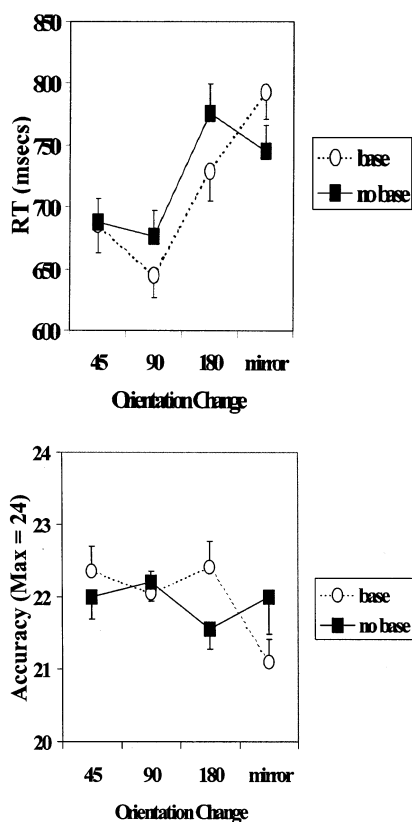 850
800
750
700
650
600
RT (msecs)
45 90 180 mirror
Orientation Change
base
no base
24
23
22
21
20
Accuracy (Max = 24)
45 90 180 mirror
Orientation Change
base
no base